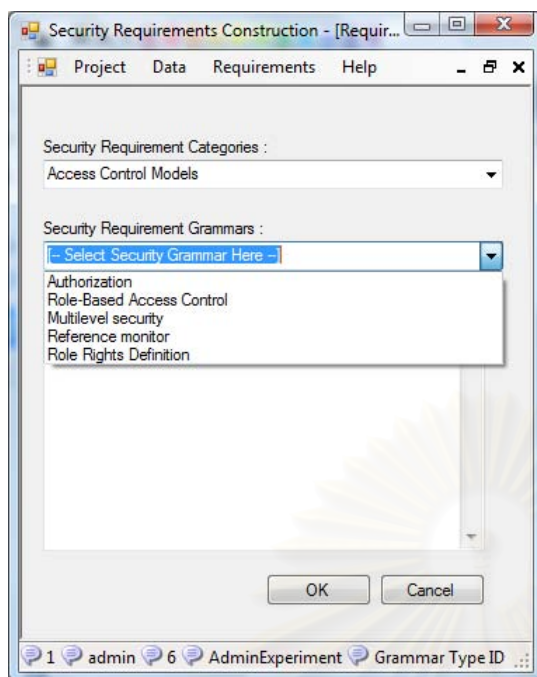 Security Requirements Construction - [Requir...
Project Data Requirements Help
Security Requirement Categories :
Access Control Models
Security Requirement Grammars :
[-- Select Security Grammar Here --]
Authorization
Role-Based Access Control
Multilevel security
Reference monitor
Role Rights Definition
OK Cancel
1 admin 6 AdminExperiment Grammar Type ID